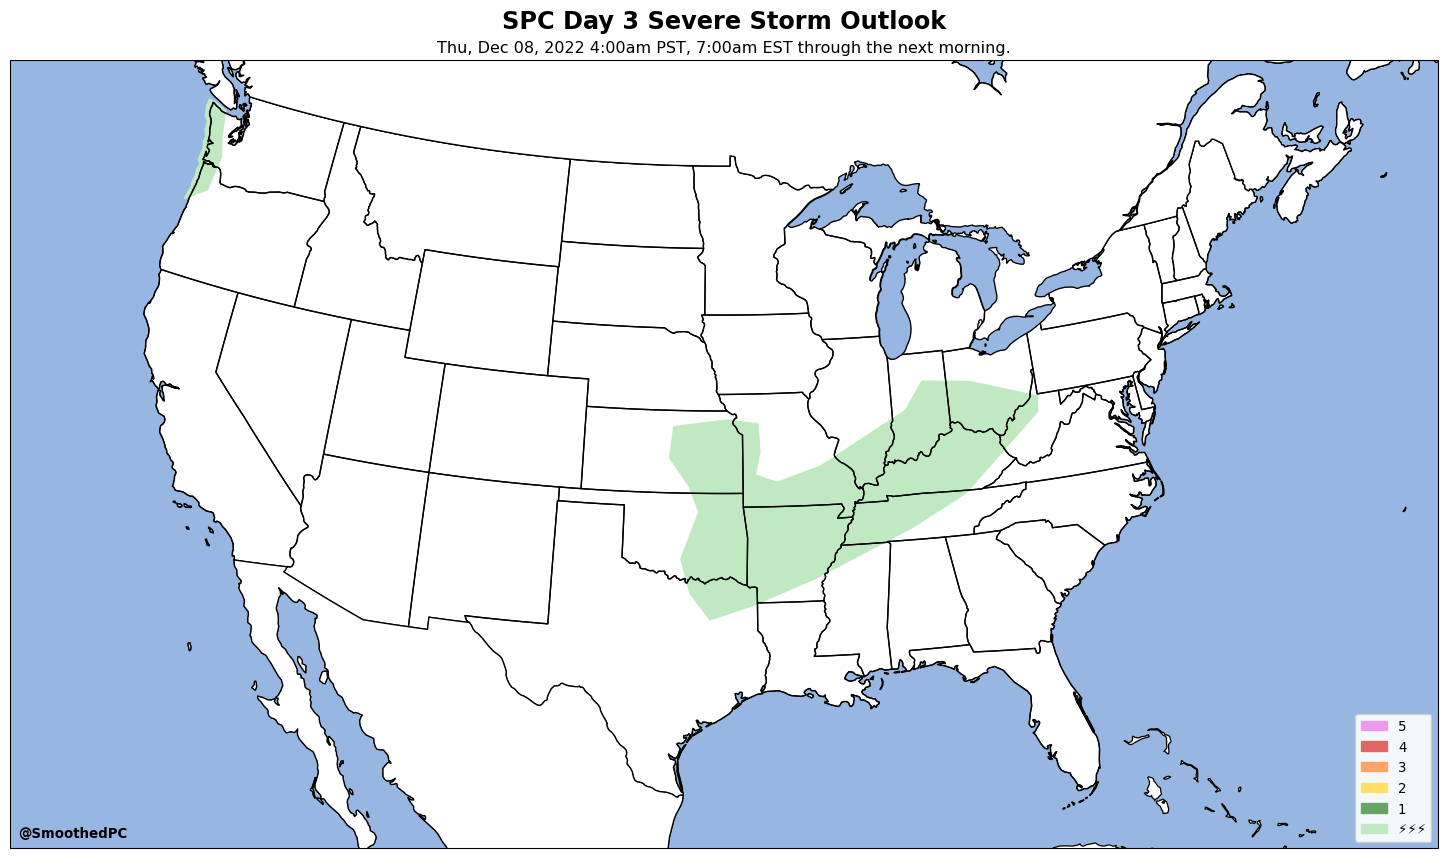 SPC Day 3 Severe Storm Outlook
Thu, Dec 08, 2022 4:00am PST, 7:00am EST through the next morning.
5
4
3
2
1
⚡⚡⚡
@SmoothedPC